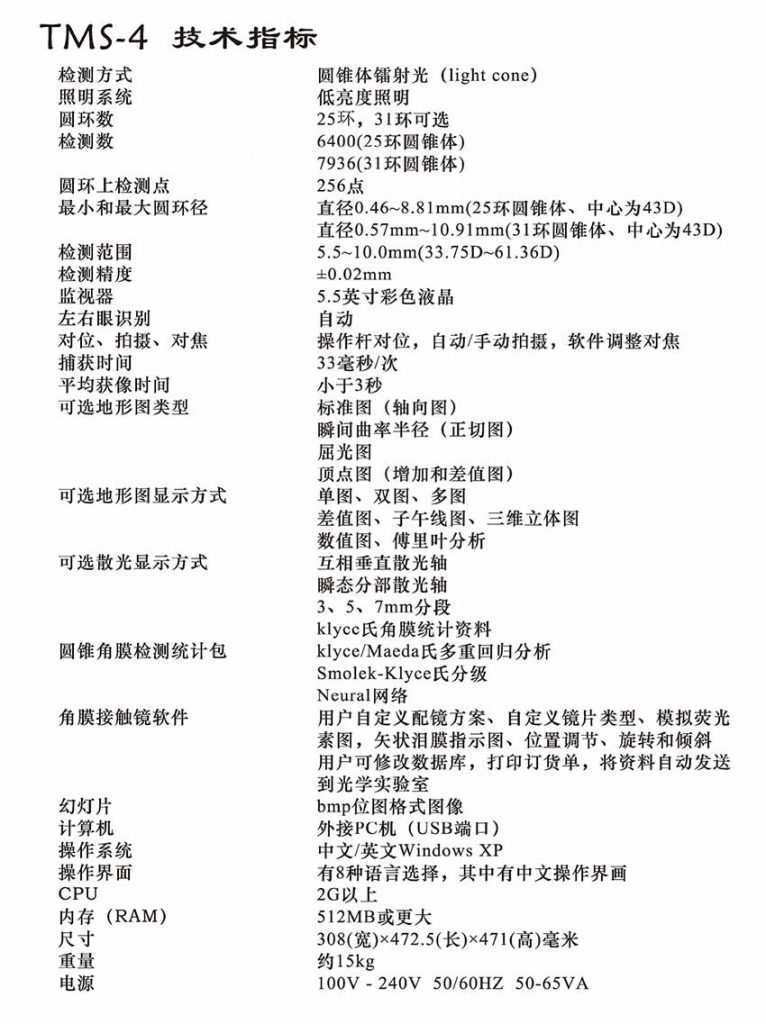 TMS-4 技术指标
检测方式 圆锥体镭射光（light cone）
照明系统 低亮度照明
圆环数 25环，31环可选
检测数 6400(25环圆锥体)
7936(31环圆锥体)
圆环上检测点 256点
最小和最大圆环径 直径0.46~8.81mm(25环圆锥体、中心为43D)
直径0.57mm~10.91mm(31环圆锥体、中心为43D)
检测范围 5.5~10.0mm(33.75D~61.36D)
检测精度 ±0.02mm
监视器 5.5英寸彩色液晶
左右眼识别 自动
对位、拍摄、对焦 操作杆对位，自动/手动拍摄，软件调整对焦
捕获时间 33毫秒/次
平均获像时间 小于3秒
可选地形图类型 标准图（轴向图）
瞬间曲率半径（正切图）
屈光图
顶点图（增加和差值图）
可选地形图显示方式 单图、双图、多图
差值图、子午线图、三维立体图
数值图、傅里叶分析
可选散光显示方式 互相垂直散光轴
瞬态分部散光轴
3、5、7mm分段
klycc氏角膜统计资料
圆锥角膜检测统计包 klyce/Maeda氏多重回归分析
Smolek-Klyce氏分级
Neural网络
角膜接触镜软件 用户自定义配镜方案、自定义镜片类型、模拟荧光
素图，矢状泪膜指示图、位置调节、旋转和倾斜
用户可修改数据库，打印订货单，将资料自动发送
到光学实验室
幻灯片 bmp位图格式图像
计算机 外接PC机（USB端口）
操作系统 中文/英文Windows XP
操作界面 有8种语言选择，其中有中文操作界画
CPU 2G以上
内存（RAM） 512MB或更大
尺寸 308(宽)×472.5(长)×471(高)毫米
重量 约15kg
电源 100V - 240V 50/60HZ 50-65VA